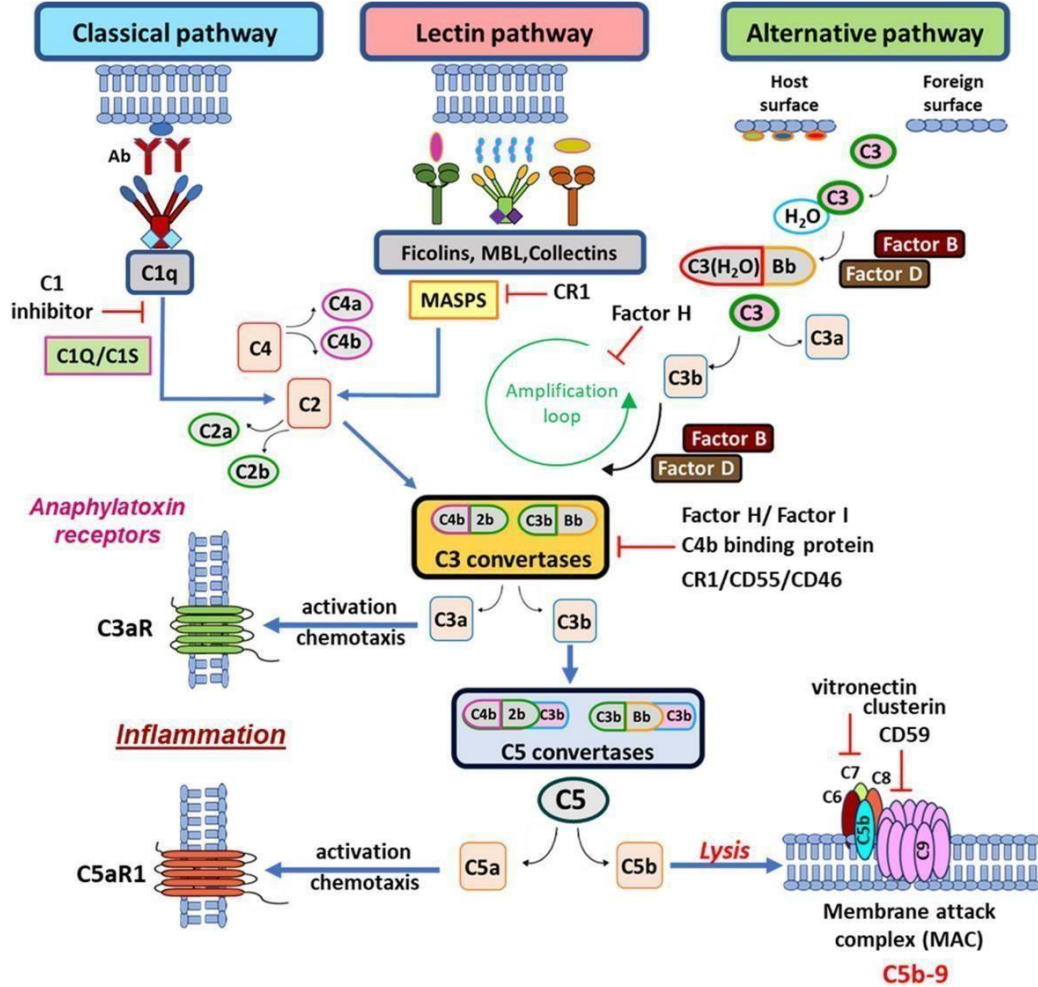 Classical pathway
Lectin pathway
Alternative pathway
Host
surface
Foreign
surface
Ab
C3
C3
H₂O
C1q
Ficolins, MBL,Collectins
C3(H₂O)
Bb
Factor B
Factor D
C1
inhibitor
MASPS
CR1
C1Q/C1S
C4
C4a
C4b
Factor H
C3
C3a
C3b
Amplification
loop
C2
C2a
C2b
Factor B
Factor D
Anaphylatoxin
receptors
C4b
2b
C3b
Bb
C3 convertases
Factor H/ Factor I
C4b binding protein
CR1/CD55/CD46
C3aR
activation
chemotaxis
C3a
C3b
C4b
2b
C3b
C3b
Bb
C3b
C5 convertases
Inflammation
vitronectin
clusterin
CD59
C5
C7
C8
C6
C5b
C9
C5aR1
activation
chemotaxis
C5a
C5b
Lysis
Membrane attack
complex (MAC)
C5b-9